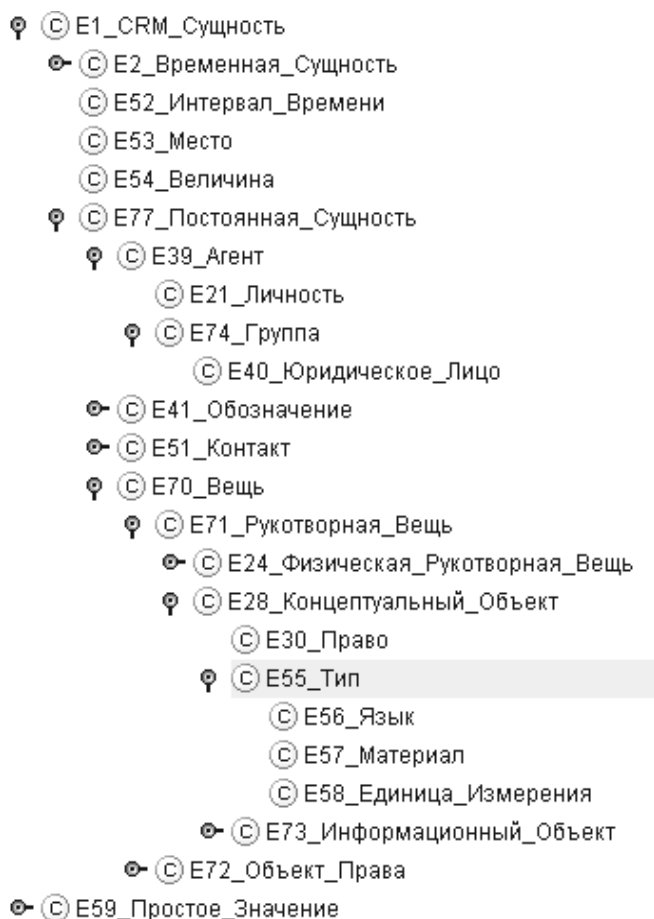 C E1_CRM_Сущность
C E2_Временная_Сущность
C E52_Интервал_Времени
C E53_Место
C E54_Величина
C E77_Постоянная_Сущность
C E39_Агент
C E21_Личность
C E74_Группа
C E40_Юридическое_Лицо
C E41_Обозначение
C E51_Контакт
C E70_Вещь
C E71_Рукотворная_Вещь
C E24_Физическая_Рукотворная_Вещь
C E28_Концептуальный_Объект
C E30_Право
C E55_Тип
C E56_Язык
C E57_Материал
C E58_Единица_Измерения
C E73_Информационный_Объект
C E72_Объект_Права
C E59_Простое_Значение